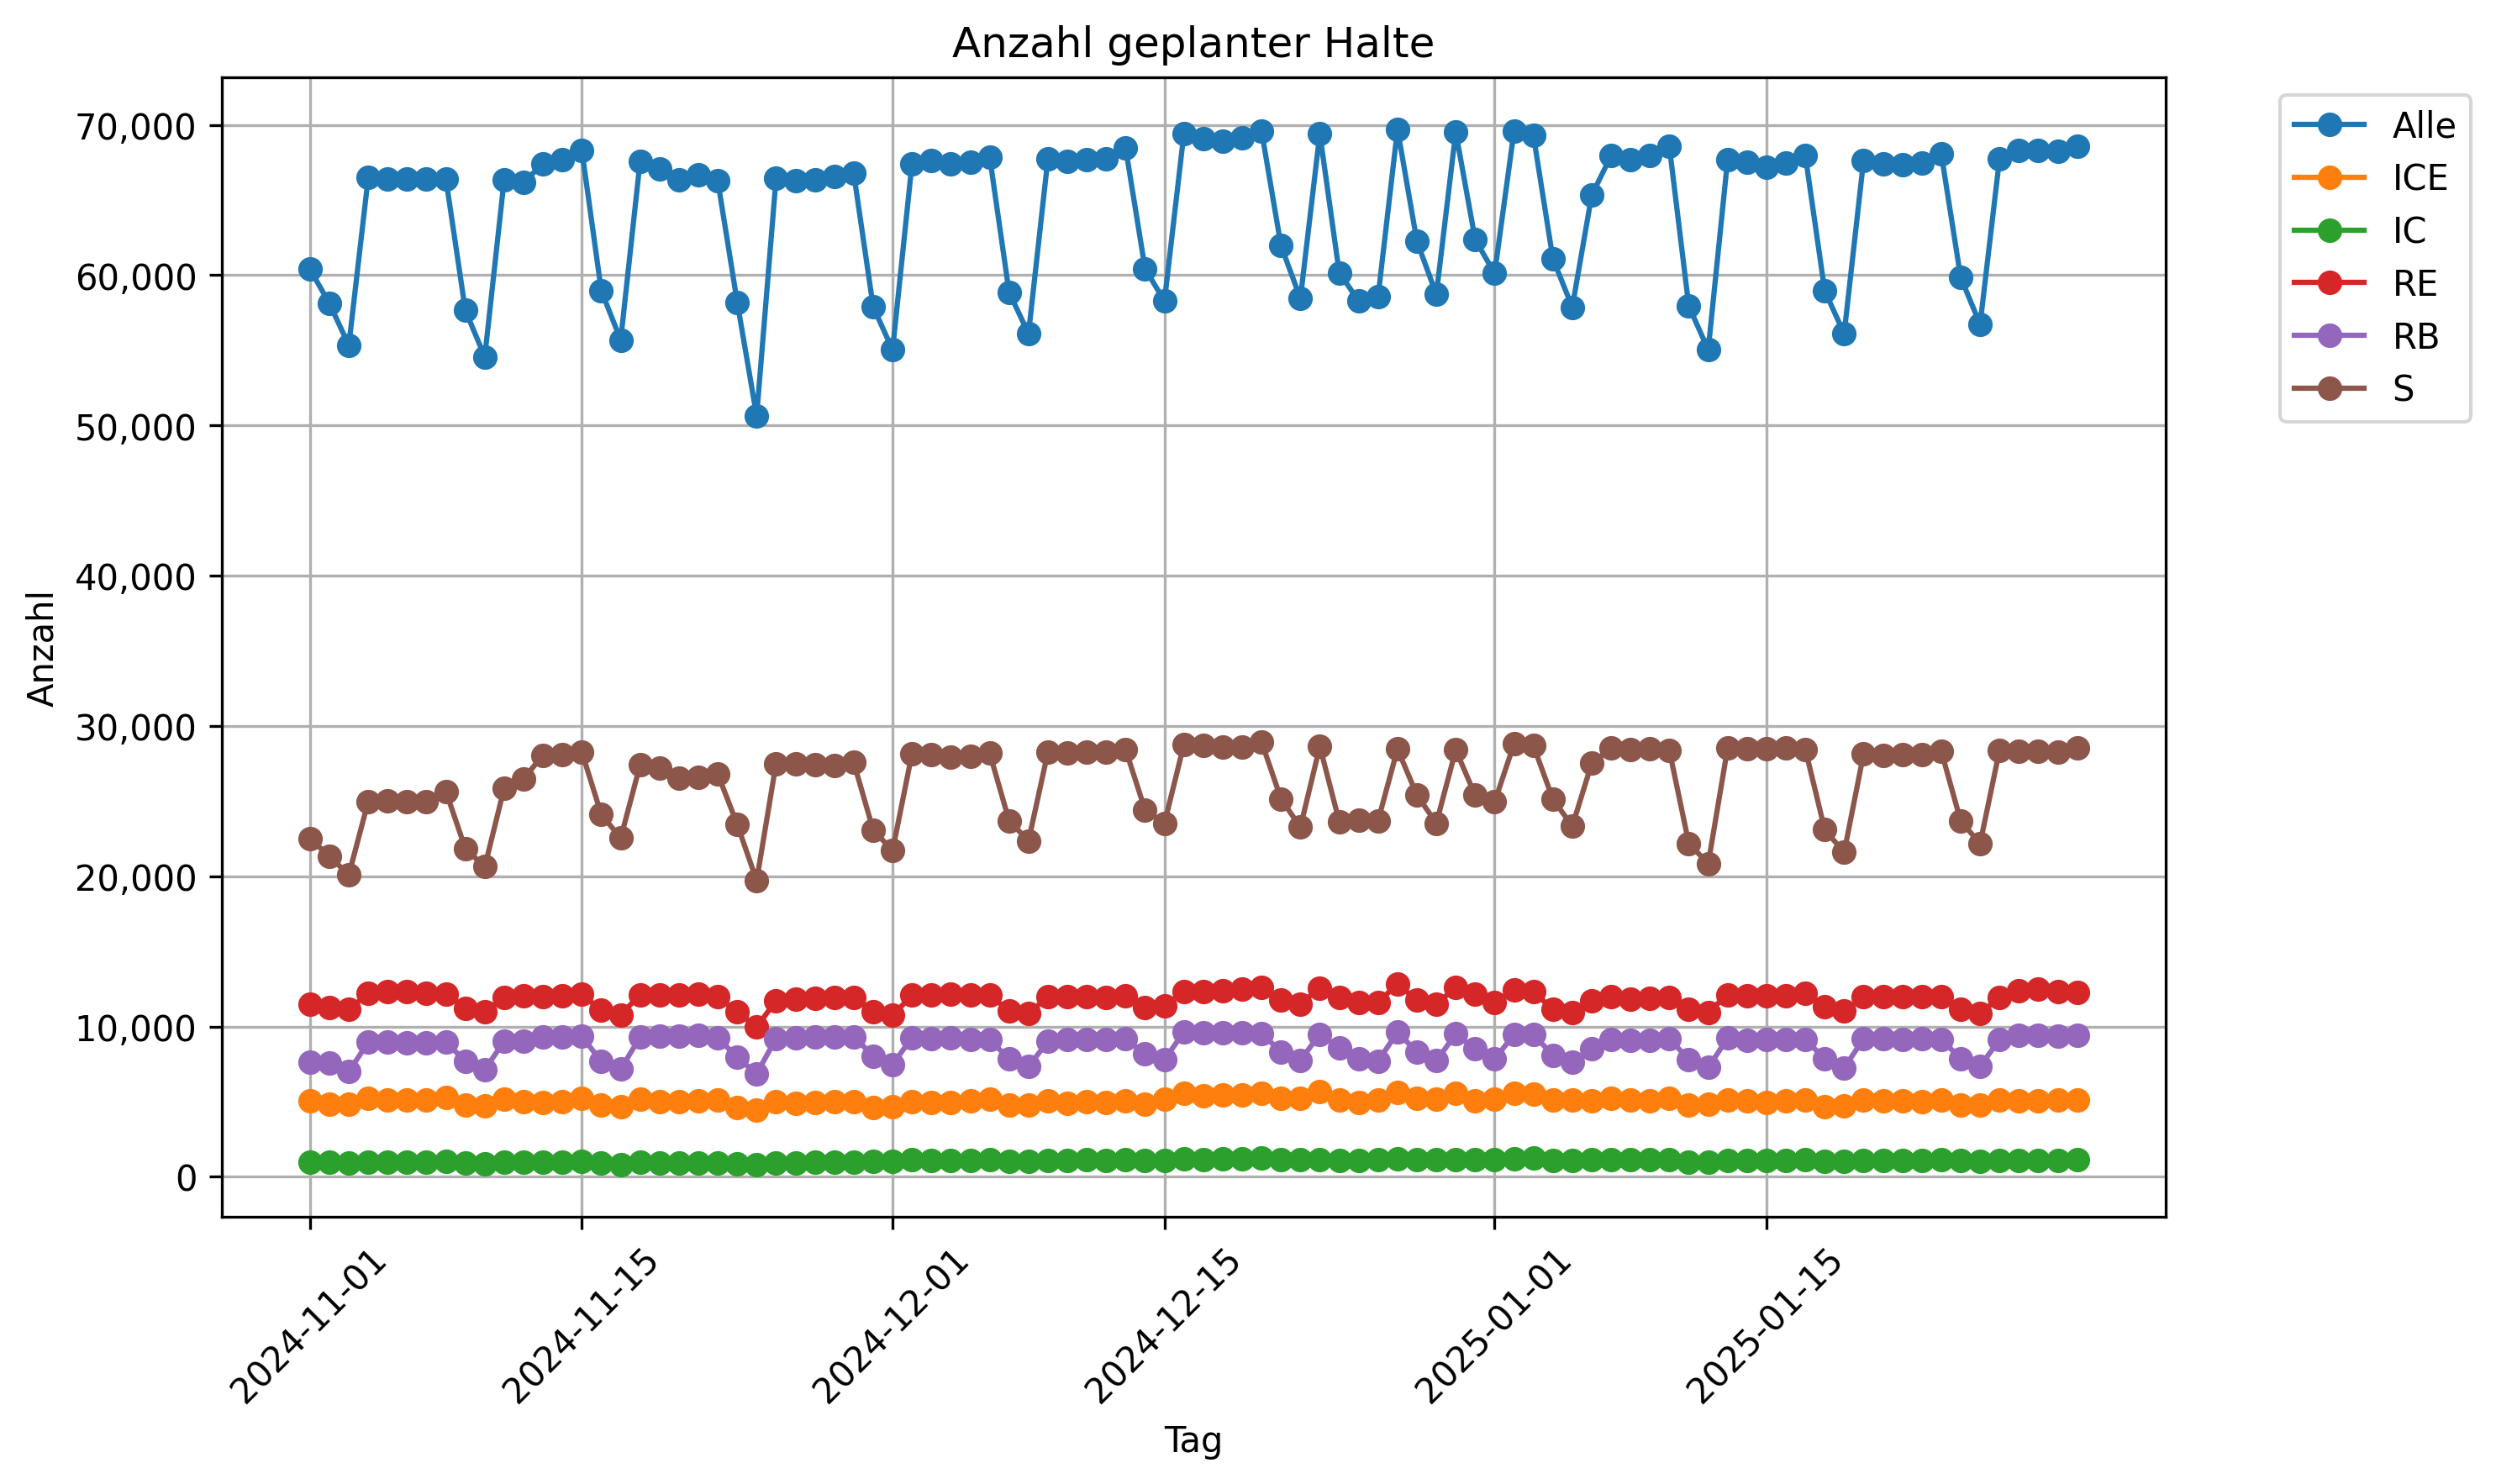 Anzahl geplanter Halte
70,000
60,000
50,000
40,000
30,000
20,000
10,000
0
Anzahl
2024-11-01
2024-11-15
2024-12-01
2024-12-15
2025-01-01
2025-01-15
Tag
Alle
ICE
IC
RE
RB
S